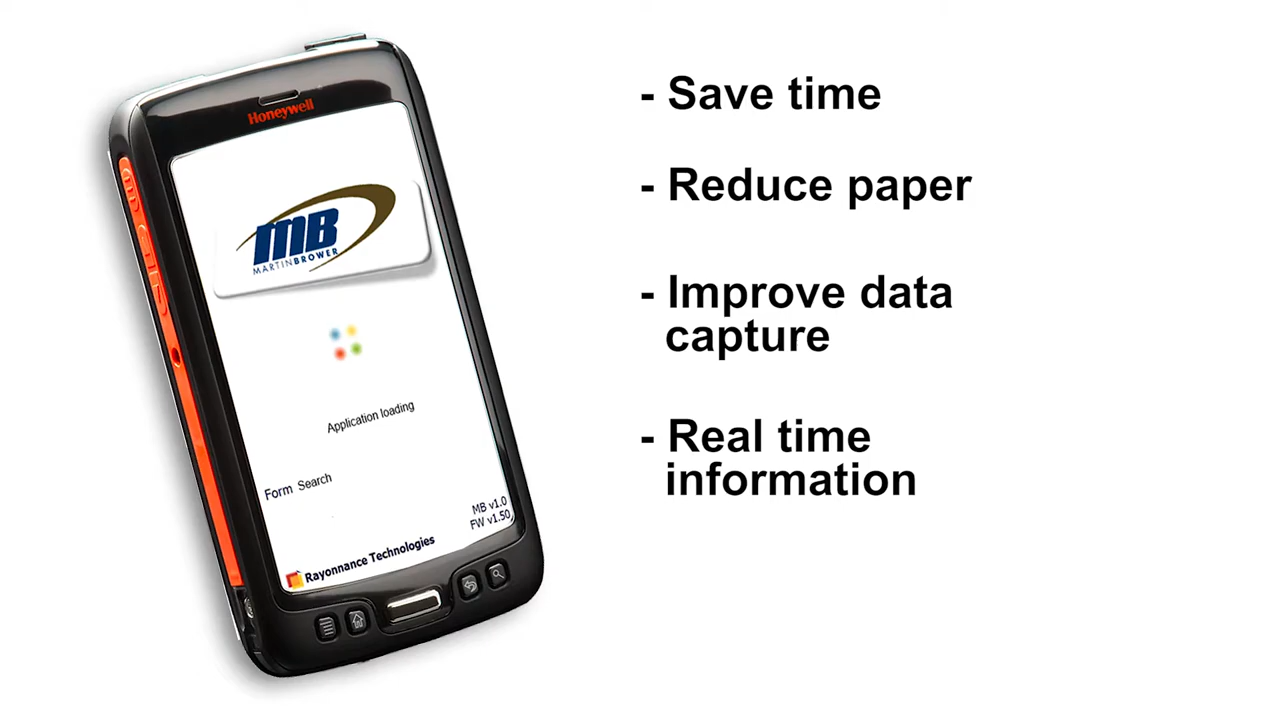 Honeywell
MB
MARTINBROWER
Application loading
Form Search
MB v1.0
FW v1.50
Rayonnance Technologies
- Save time
- Reduce paper
- Improve data
capture
- Real time
information